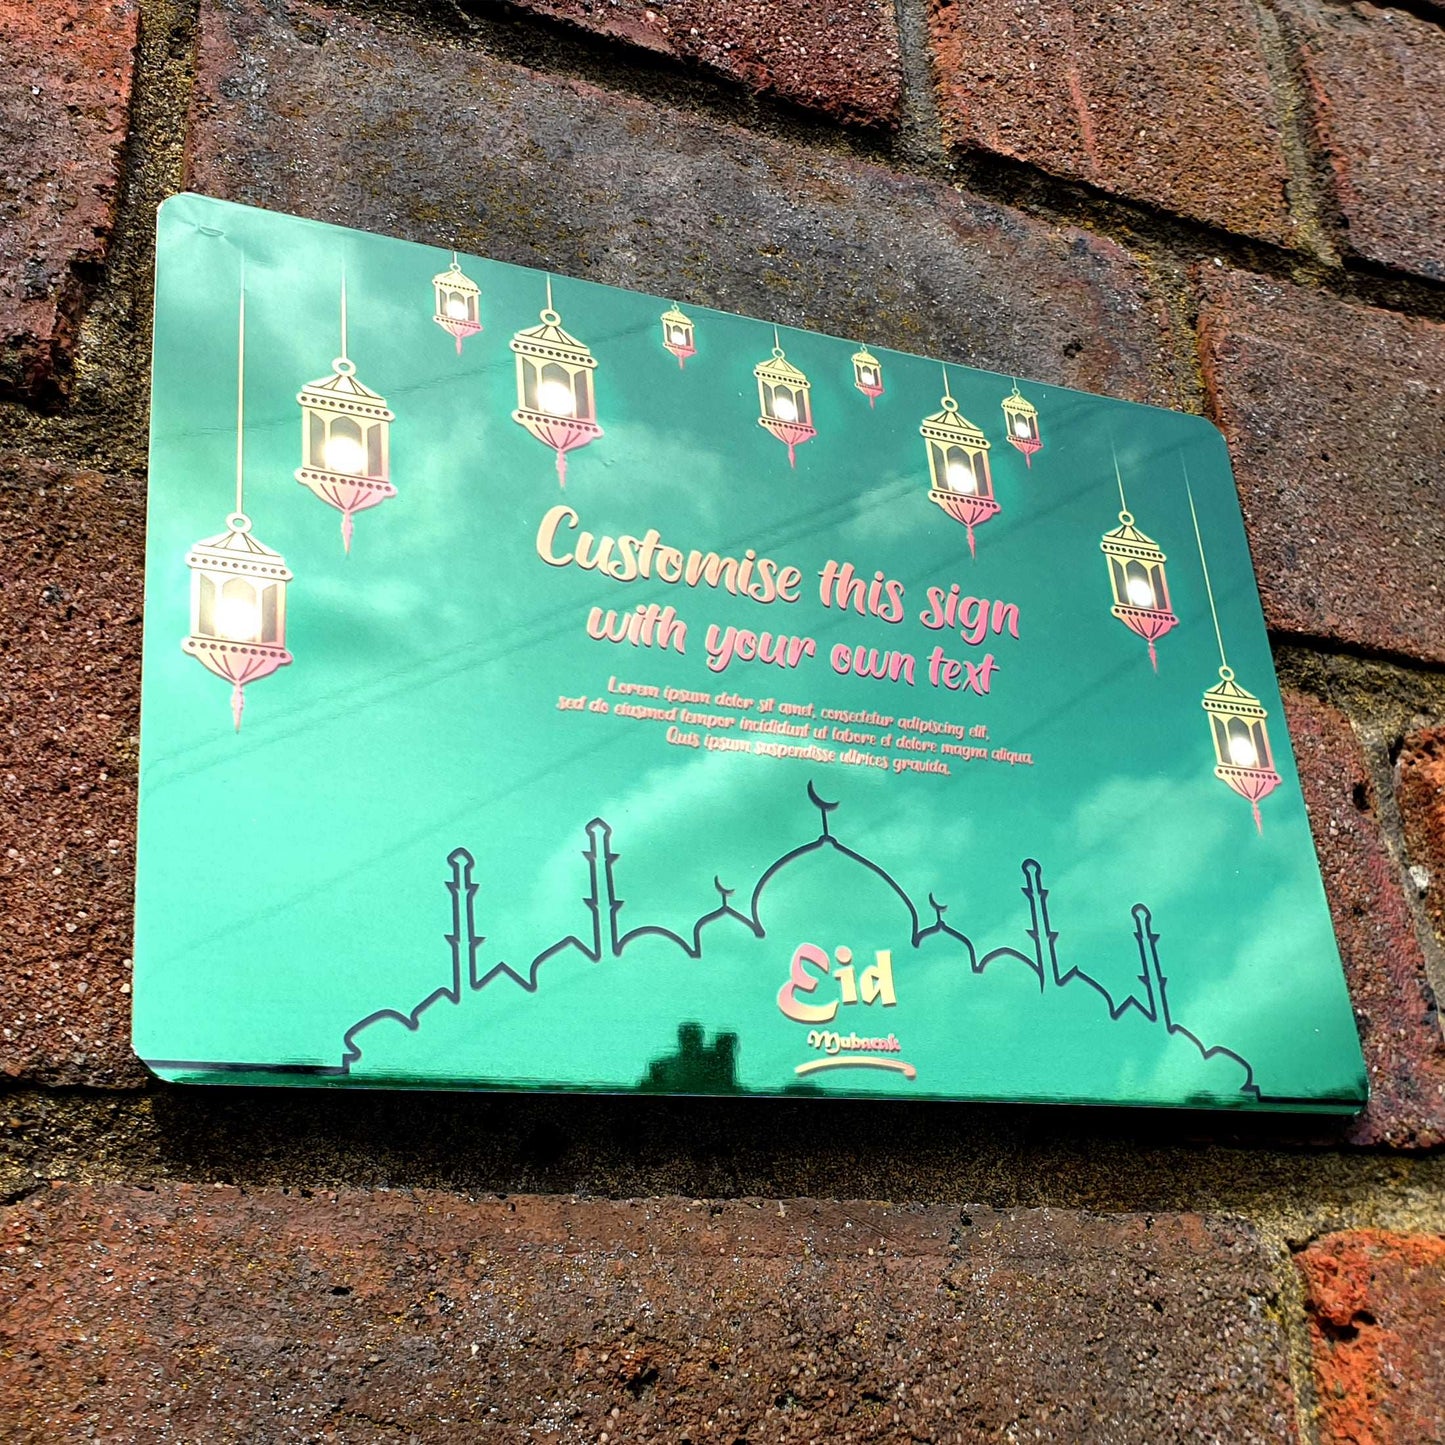 Customise this sign
with your own text
Lorem ipsum dolor sit amet, consectetur adipiscing elit,
sed do eiusmod tempor incididunt ut labore et dolore magna aliqua.
Quis ipsum suspendisse ultrices gravida.
Eid
Mubarak